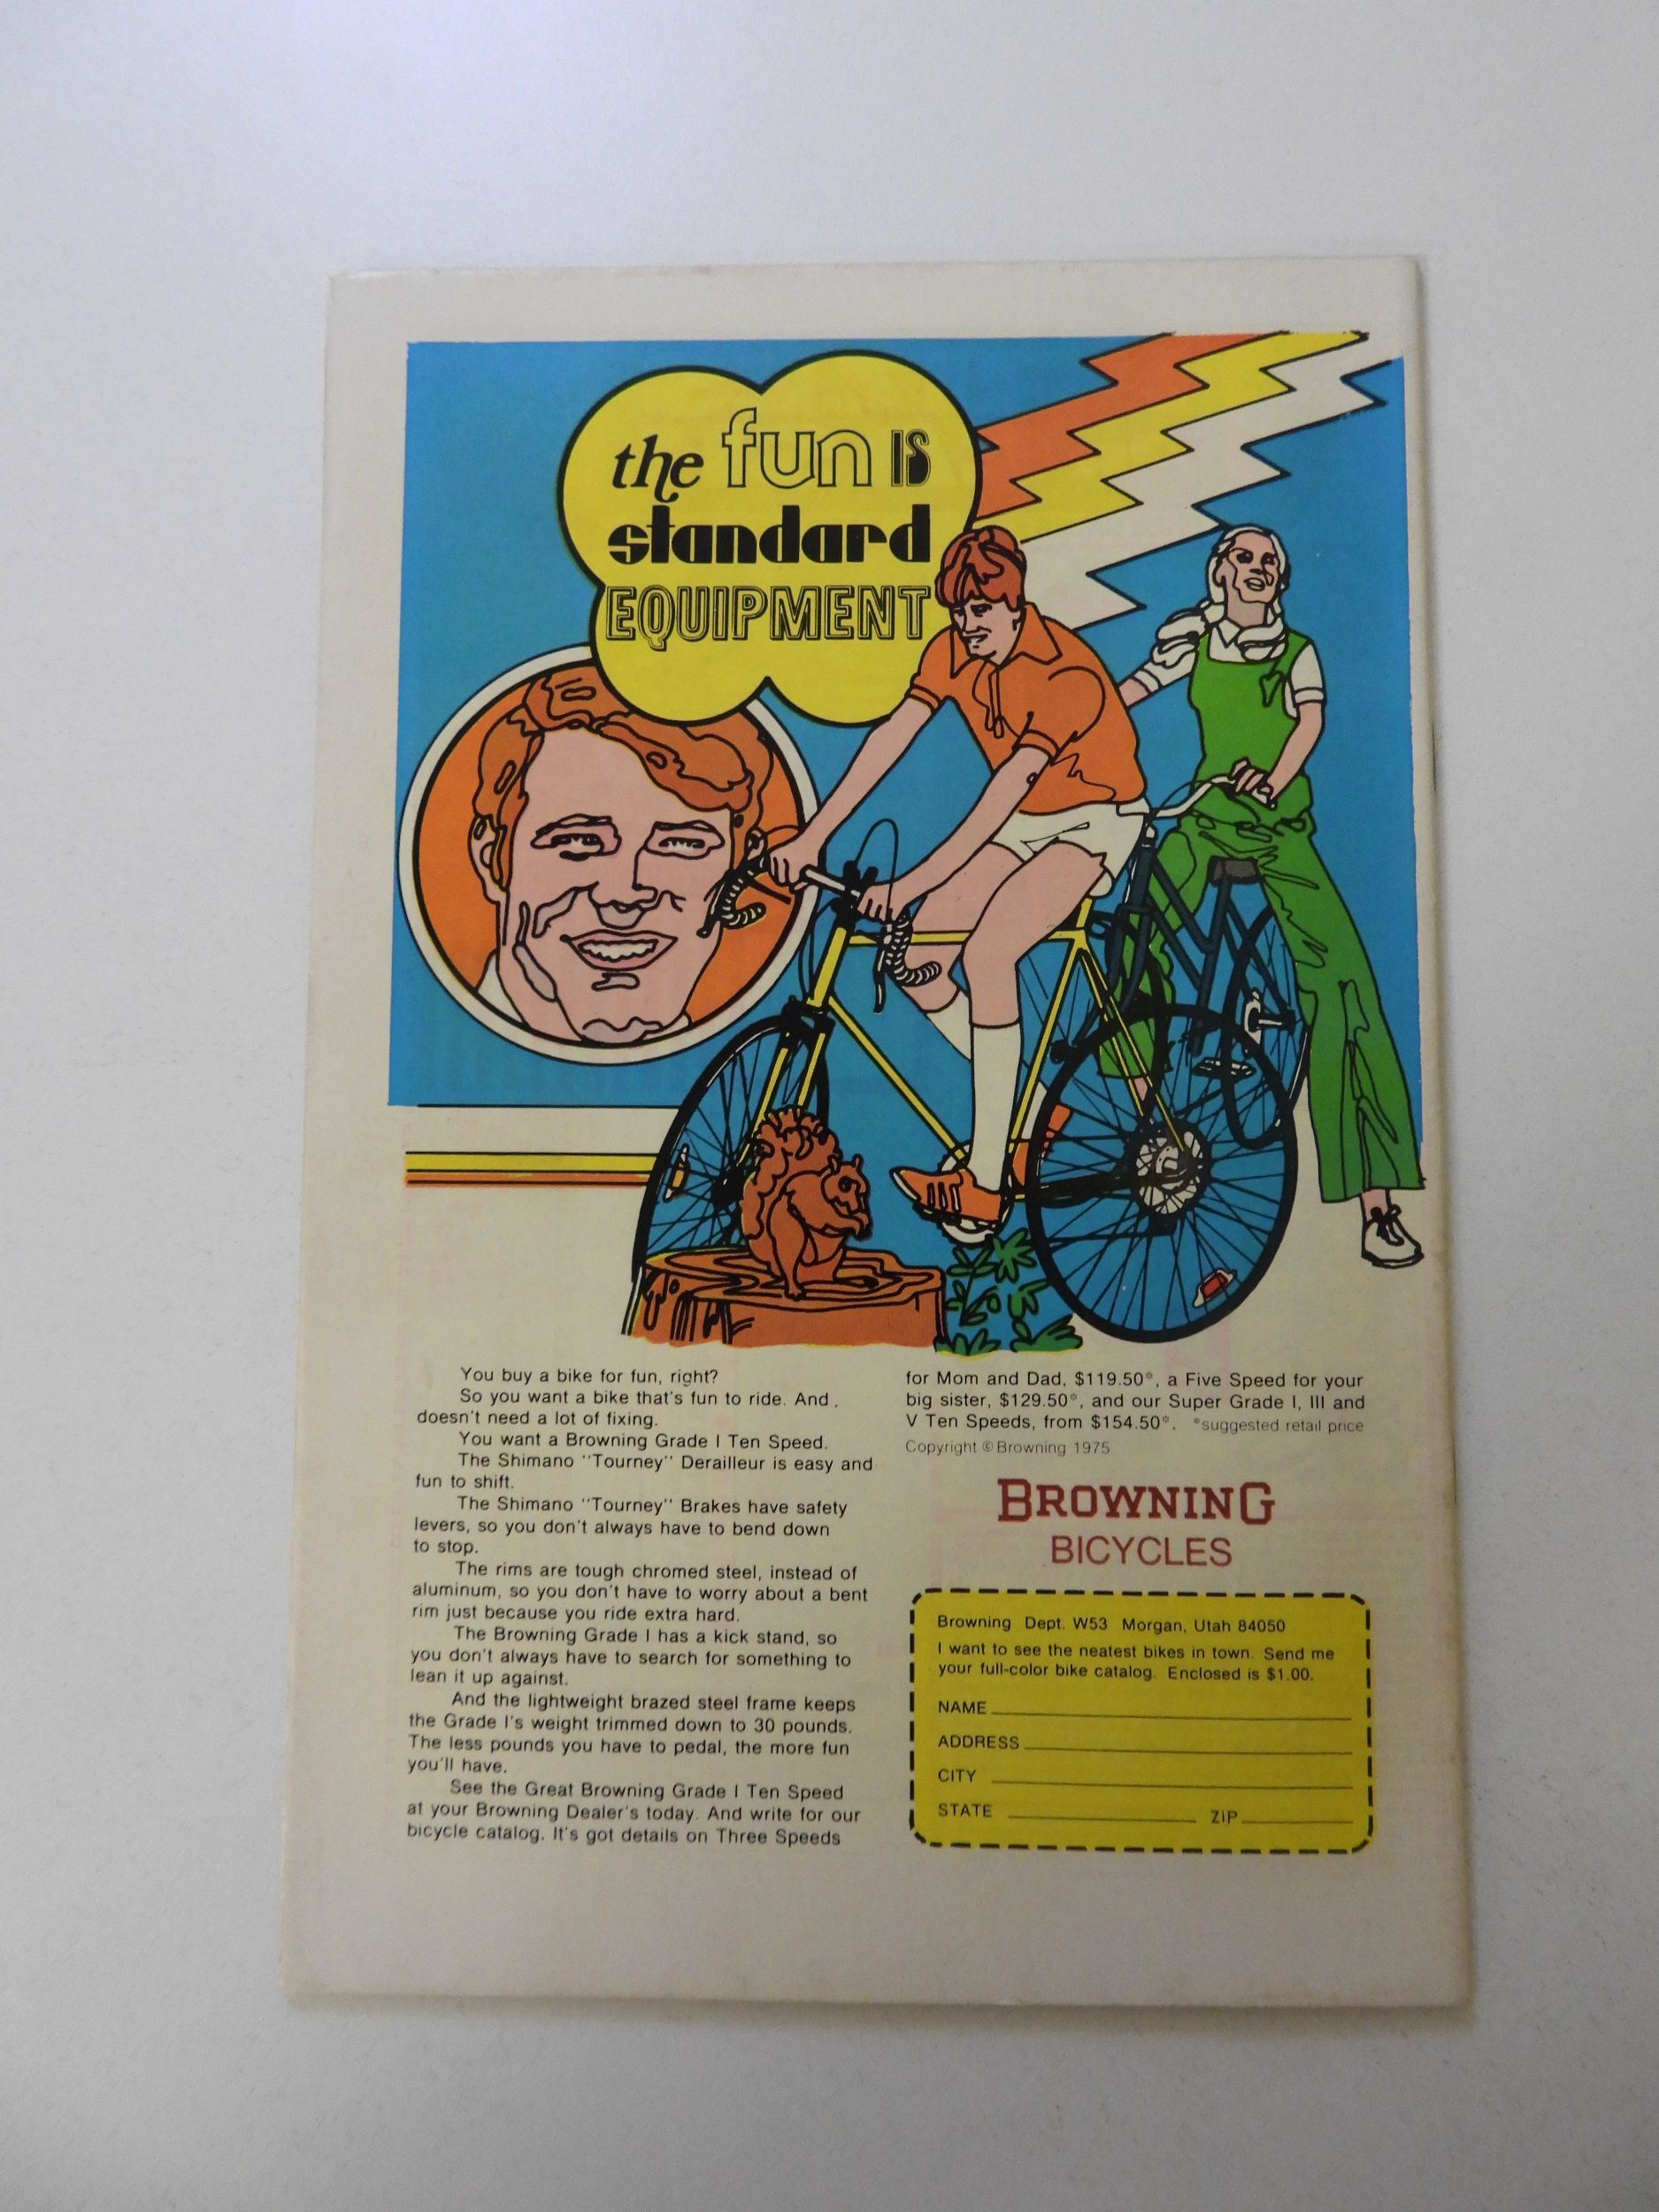 the fun is
standard
EQUIPMENT
You buy a bike for fun, right?
So you want a bike that's fun to ride. And
doesn't need a lot of fixing.
You want a Browning Grade I Ten Speed.
The Shimano "Tourney" Derailleur is easy and
fun to shift.
The Shimano "Tourney" Brakes have safety
levers, so you don't always have to bend down
to stop.
The rims are tough chromed steel, instead of
aluminum, so you don't have to worry about a bent
rim just because you ride extra hard.
The Browning Grade I has a kick stand, so
you don't always have to search for something to
lean it up against.
And the lightweight brazed steel frame keeps
the Grade I's weight trimmed down to 30 pounds.
The less pounds you have to pedal, the more fun
you'll have.
See the Great Browning Grade I Ten Speed
at your Browning Dealer's today. And write for our
bicycle catalog. It's got details on Three Speeds
for Mom and Dad, $119.50*, a Five Speed for your
big sister, $129.50*, and our Super Grade I, III and
V Ten Speeds, from $154.50*. *suggested retail price
Copyright © Browning 1975
BROWNING
BICYCLES
Browning Dept. W53 Morgan, Utah 84050
I want to see the neatest bikes in town. Send me
your full-color bike catalog. Enclosed is $1.00.
NAME
ADDRESS
CITY
STATE ZIP